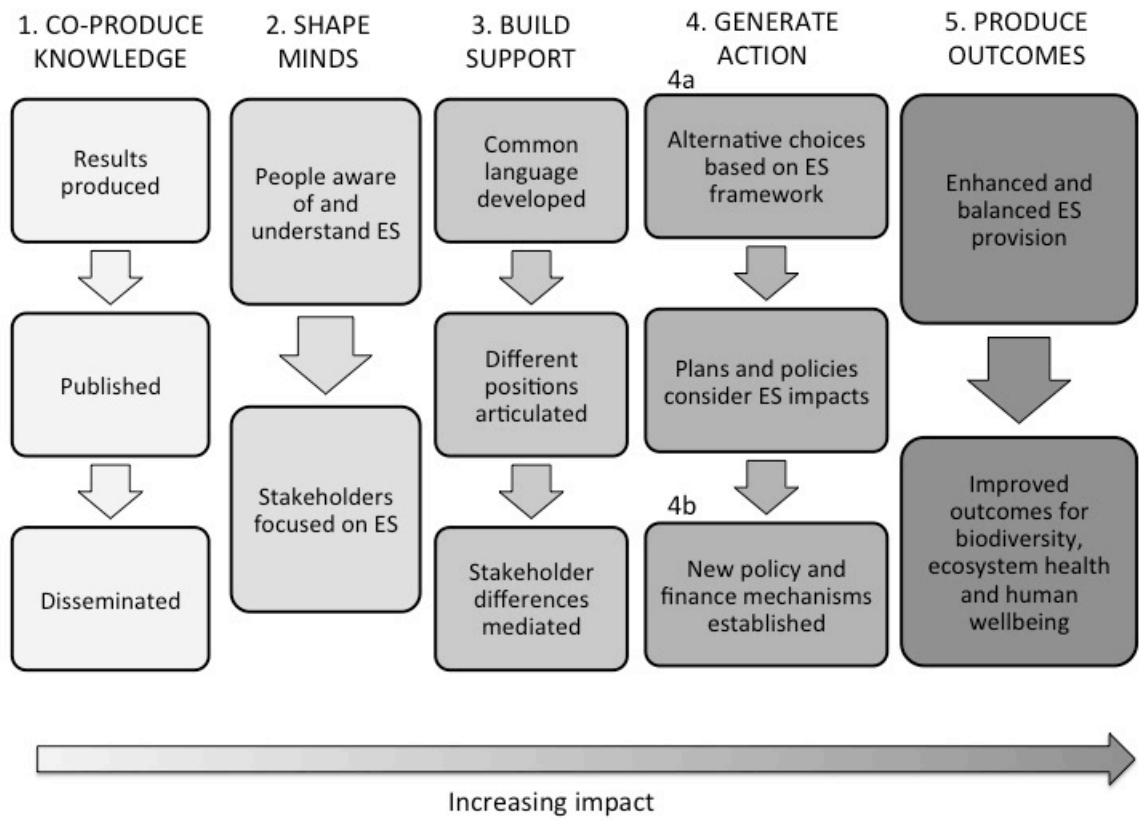 1. CO-PRODUCE
KNOWLEDGE
Results
produced
Published
Disseminated
2. SHAPE
MINDS
People aware
of and
understand ES
Stakeholders
focused on ES
3. BUILD
SUPPORT
Common
language
developed
Different
positions
articulated
Stakeholder
differences
mediated
4. GENERATE
ACTION
4a
Alternative choices
based on ES
framework
Plans and policies
consider ES impacts
4b
New policy and
finance mechanisms
established
5. PRODUCE
OUTCOMES
Enhanced and
balanced ES
provision
Improved
outcomes for
biodiversity,
ecosystem health
and human
wellbeing
Increasing impact